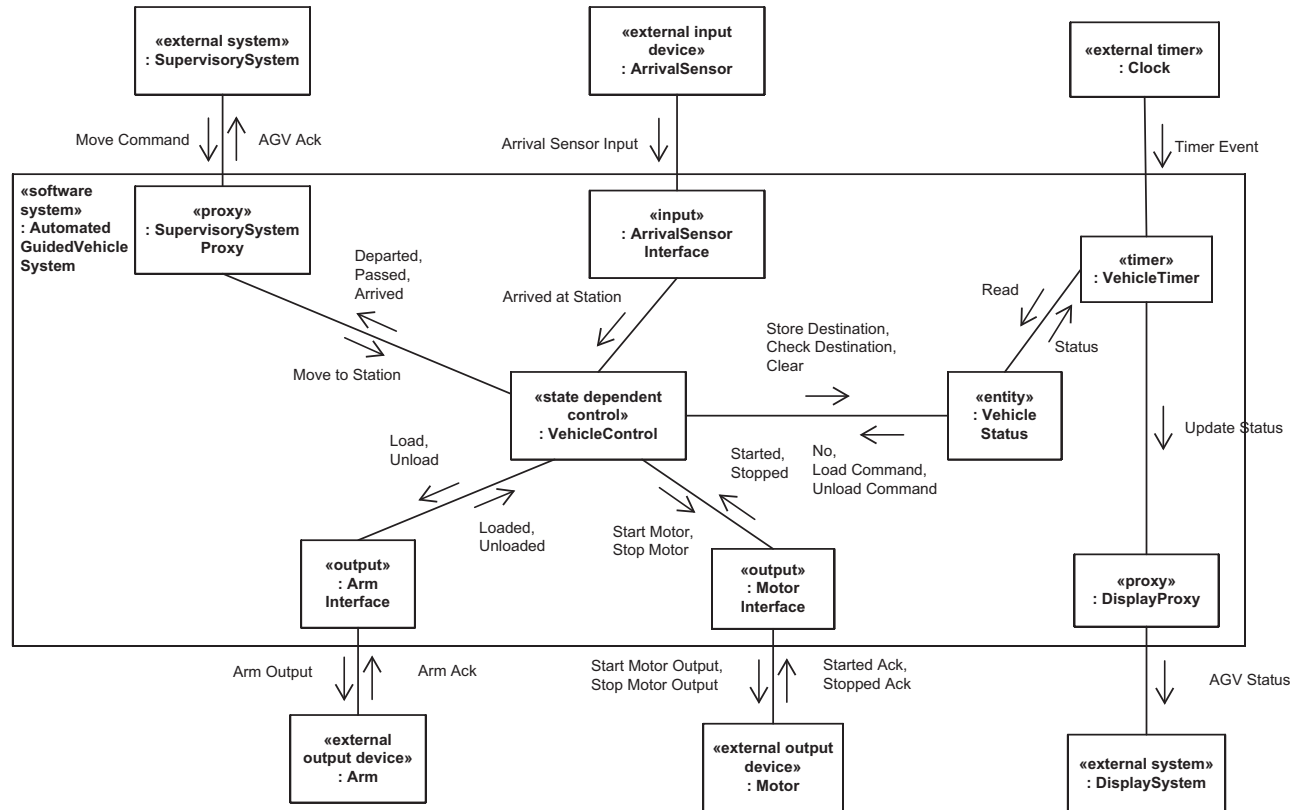 «external system»
: SupervisorySystem
«external input
device»
: ArrivalSensor
«external timer»
: Clock
Move Command
AGV Ack
Arrival Sensor Input
Timer Event
«software
system»
: Automated
GuidedVehicle
System
«proxy»
: SupervisorySystem
Proxy
«input»
: ArrivalSensor
Interface
«timer»
: VehicleTimer
Departed,
Passed,
Arrived
Arrived at Station
Read
Status
Move to Station
Store Destination,
Check Destination,
Clear
«state dependent
control»
: VehicleControl
«entity»
: Vehicle
Status
Update Status
Load,
Unload
Started,
Stopped
No,
Load Command,
Unload Command
Loaded,
Unloaded
Start Motor,
Stop Motor
«output»
: Arm
Interface
«output»
: Motor
Interface
«proxy»
: DisplayProxy
Arm Output
Arm Ack
Start Motor Output,
Stop Motor Output
Started Ack,
Stopped Ack
AGV Status
«external
output device»
: Arm
«external output
device»
: Motor
«external system»
: DisplaySystem